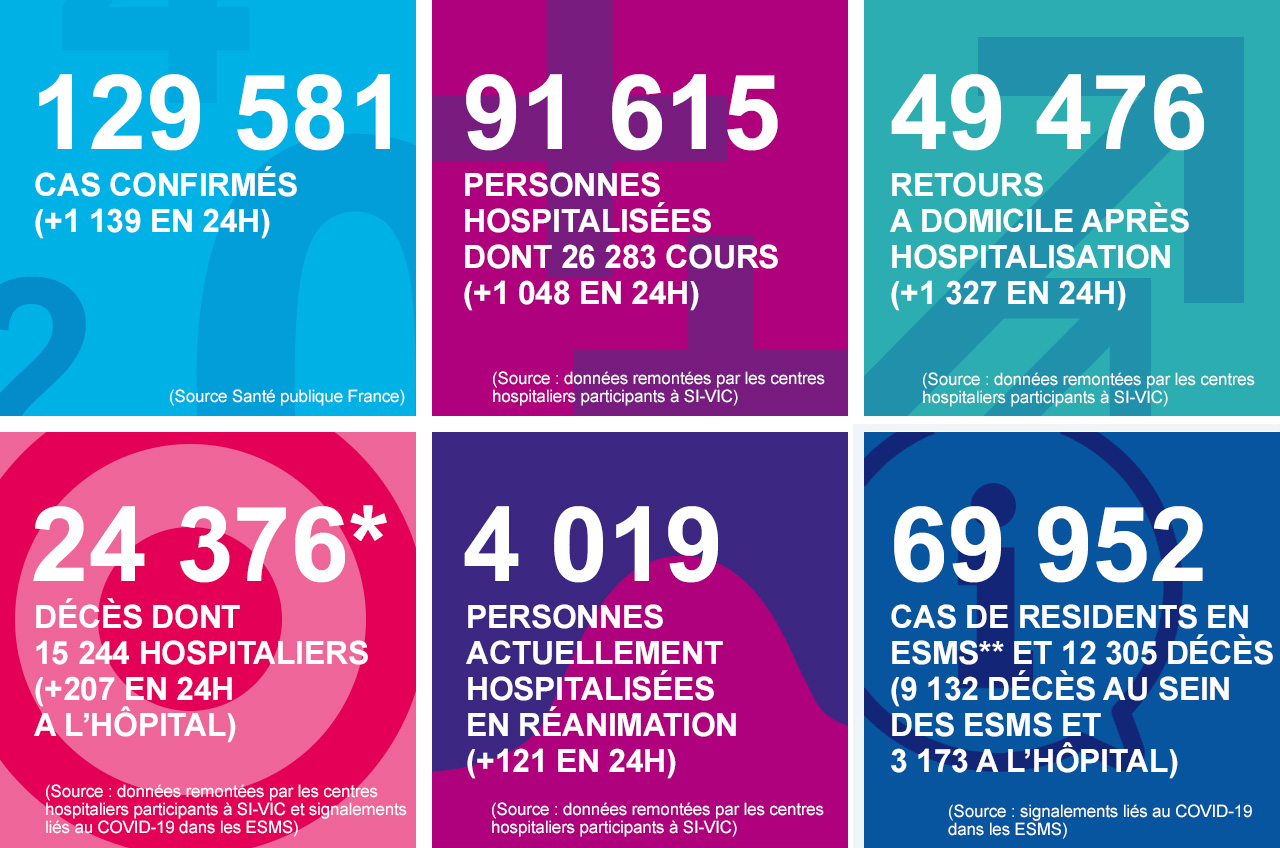 129 581
CAS CONFIRMÉS
(+1 139 EN 24H)
(Source Santé publique France)
91 615
PERSONNES
HOSPITALISÉES
DONT 26 283 COURS
(+1 048 EN 24H)
(Source : données remontées par les centres
hospitaliers participants à SI-VIC)
49 476
RETOURS
A DOMICILE APRÈS
HOSPITALISATION
(+1 327 EN 24H)
(Source : données remontées par les centres
hospitaliers participants à SI-VIC)
24 376*
DÉCÈS DONT
15 244 HOSPITALIERS
(+207 EN 24H
A L’HÔPITAL)
(Source : données remontées par les centres
hospitaliers participants à SI-VIC et signalements
liés au COVID-19 dans les ESMS)
4 019
PERSONNES
ACTUELLEMENT
HOSPITALISÉES
EN RÉANIMATION
(+121 EN 24H)
(Source : données remontées par les centres
hospitaliers participants à SI-VIC)
69 952
CAS DE RESIDENTS EN
ESMS** ET 12 305 DÉCÈS
(9 132 DÉCÈS AU SEIN
DES ESMS ET
3 173 A L’HÔPITAL)
(Source : signalements liés au COVID-19
dans les ESMS)